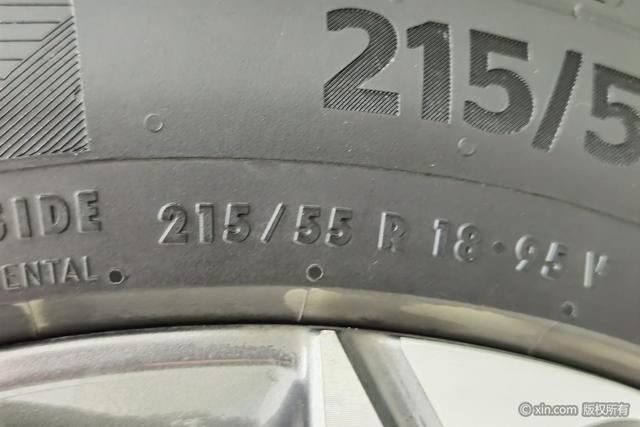 215/5
SIDE 215/55 R 18 · 95 V
ENTAL
© xin.com 版权所有